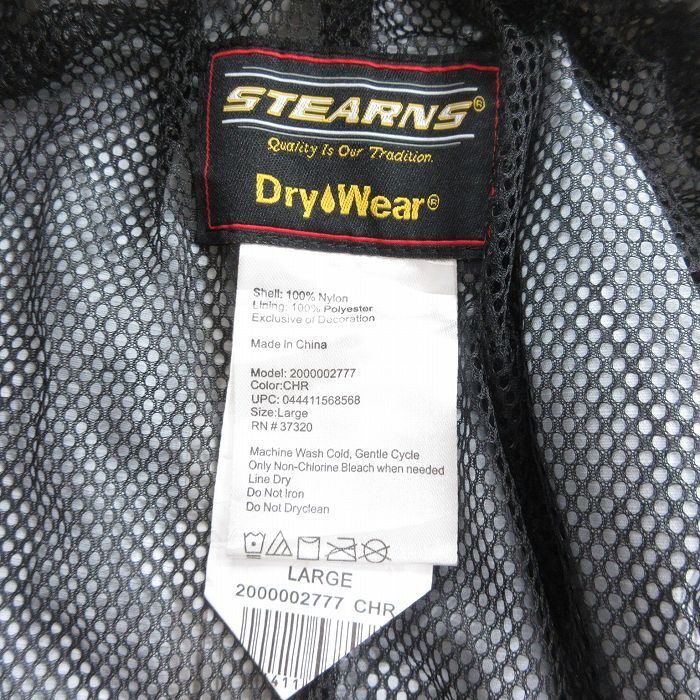 STEARNS®
Quality Is Our Tradition.
Dry Wear®
Shell: 100% Nylon
Lining: 100% Polyester
Exclusive of Decoration
Made in China
Model: 2000002777
Color:CHR
UPC: 044411568568
Size:Large
RN # 37320
Machine Wash Cold, Gentle Cycle
Only Non-Chlorine Bleach when needed
Line Dry
Do Not Iron
Do Not Dryclean
LARGE
2000002777 CHR
411